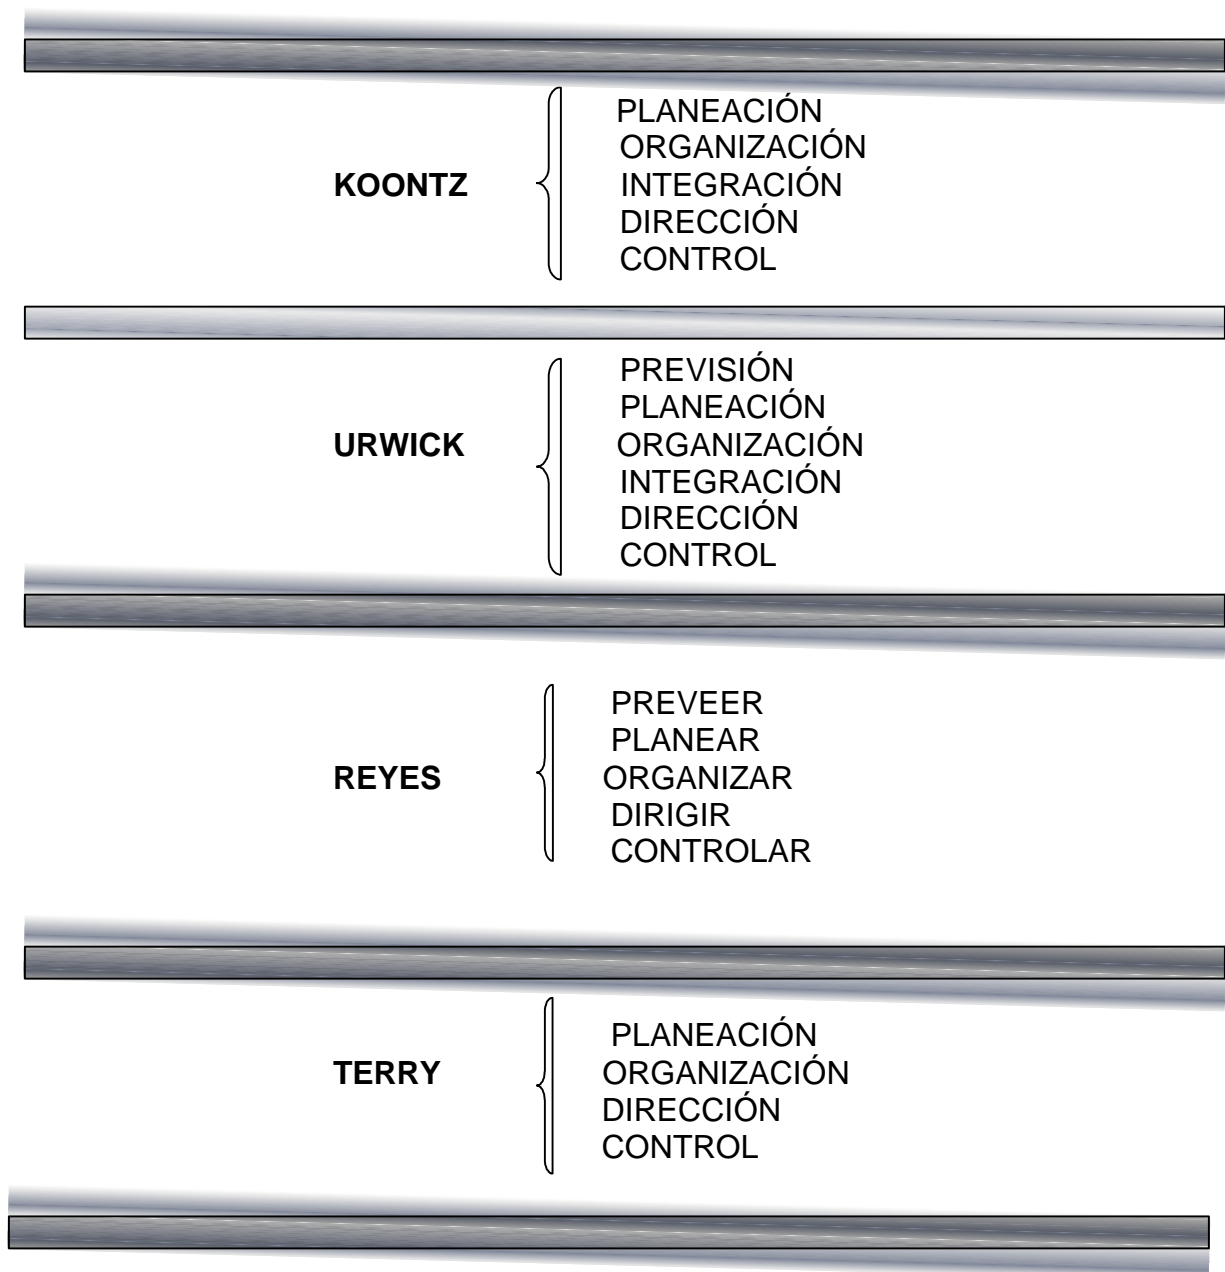 PLANEACIÓN
ORGANIZACIÓN
KOONTZ INTEGRACIÓN
DIRECCIÓN
CONTROL
PREVISIÓN
PLANEACIÓN
URWICK ORGANIZACIÓN
INTEGRACIÓN
DIRECCIÓN
CONTROL
PREVEER
PLANEAR
REYES ORGANIZAR
DIRIGIR
CONTROLAR
PLANEACIÓN
TERRY ORGANIZACIÓN
DIRECCIÓN
CONTROL